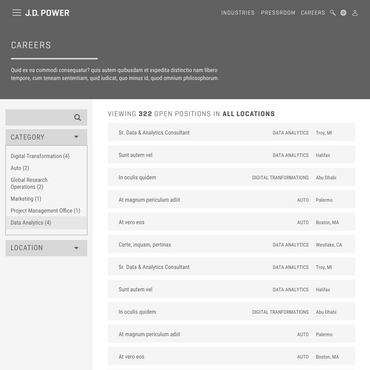 J.D. POWER
INDUSTRIES PRESSROOM CAREERS
CAREERS
Quid ex ea commodi consequatur? quis autem quibusdam et expedita distinctio nam libero
tempore, cum teneam sententiam, quid iudicat, quo minus id, quod omnium philosophorum.
VIEWING 322 OPEN POSITIONS IN ALL LOCATIONS
CATEGORY
Digital Transformation (4)
Auto (2)
Global Research
Operations (2)
Marketing (1)
Project Management Office (1)
Data Analytics (4)
LOCATION
Sr. Data & Analytics Consultant DATA ANALYTICS Troy, MI
Sunt autem vel DATA ANALYTICS Halifax
In oculis quidem DIGITAL TRANFORMATIONS Abu Dhabi
At magnum periculum adiit AUTO Palermo
At vero eos AUTO Boston, MA
Certe, inquam, pertinax DATA ANALYTICS Westlake, CA
Sr. Data & Analytics Consultant DATA ANALYTICS Troy, MI
Sunt autem vel DATA ANALYTICS Halifax
In oculis quidem DIGITAL TRANFORMATIONS Abu Dhabi
At magnum periculum adiit AUTO Palermo
At vero eos AUTO Boston, MA